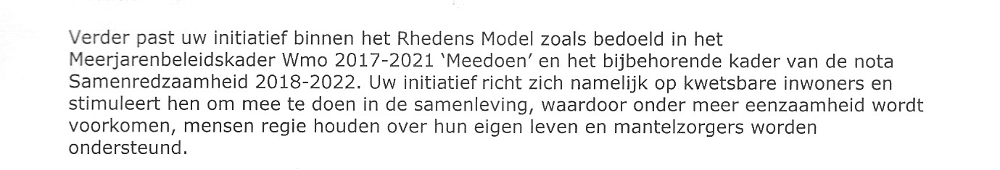 Verder past uw initiatief binnen het Rhedens Model zoals bedoeld in het
Meerjarenbeleidskader Wmo 2017-2021 ‘Meedoen’ en het bijbehorende kader van de nota
Samenredzaamheid 2018-2022. Uw initiatief richt zich namelijk op kwetsbare inwoners en
stimuleert hen om mee te doen in de samenleving, waardoor onder meer eenzaamheid wordt
voorkomen, mensen regie houden over hun eigen leven en mantelzorgers worden
ondersteund.